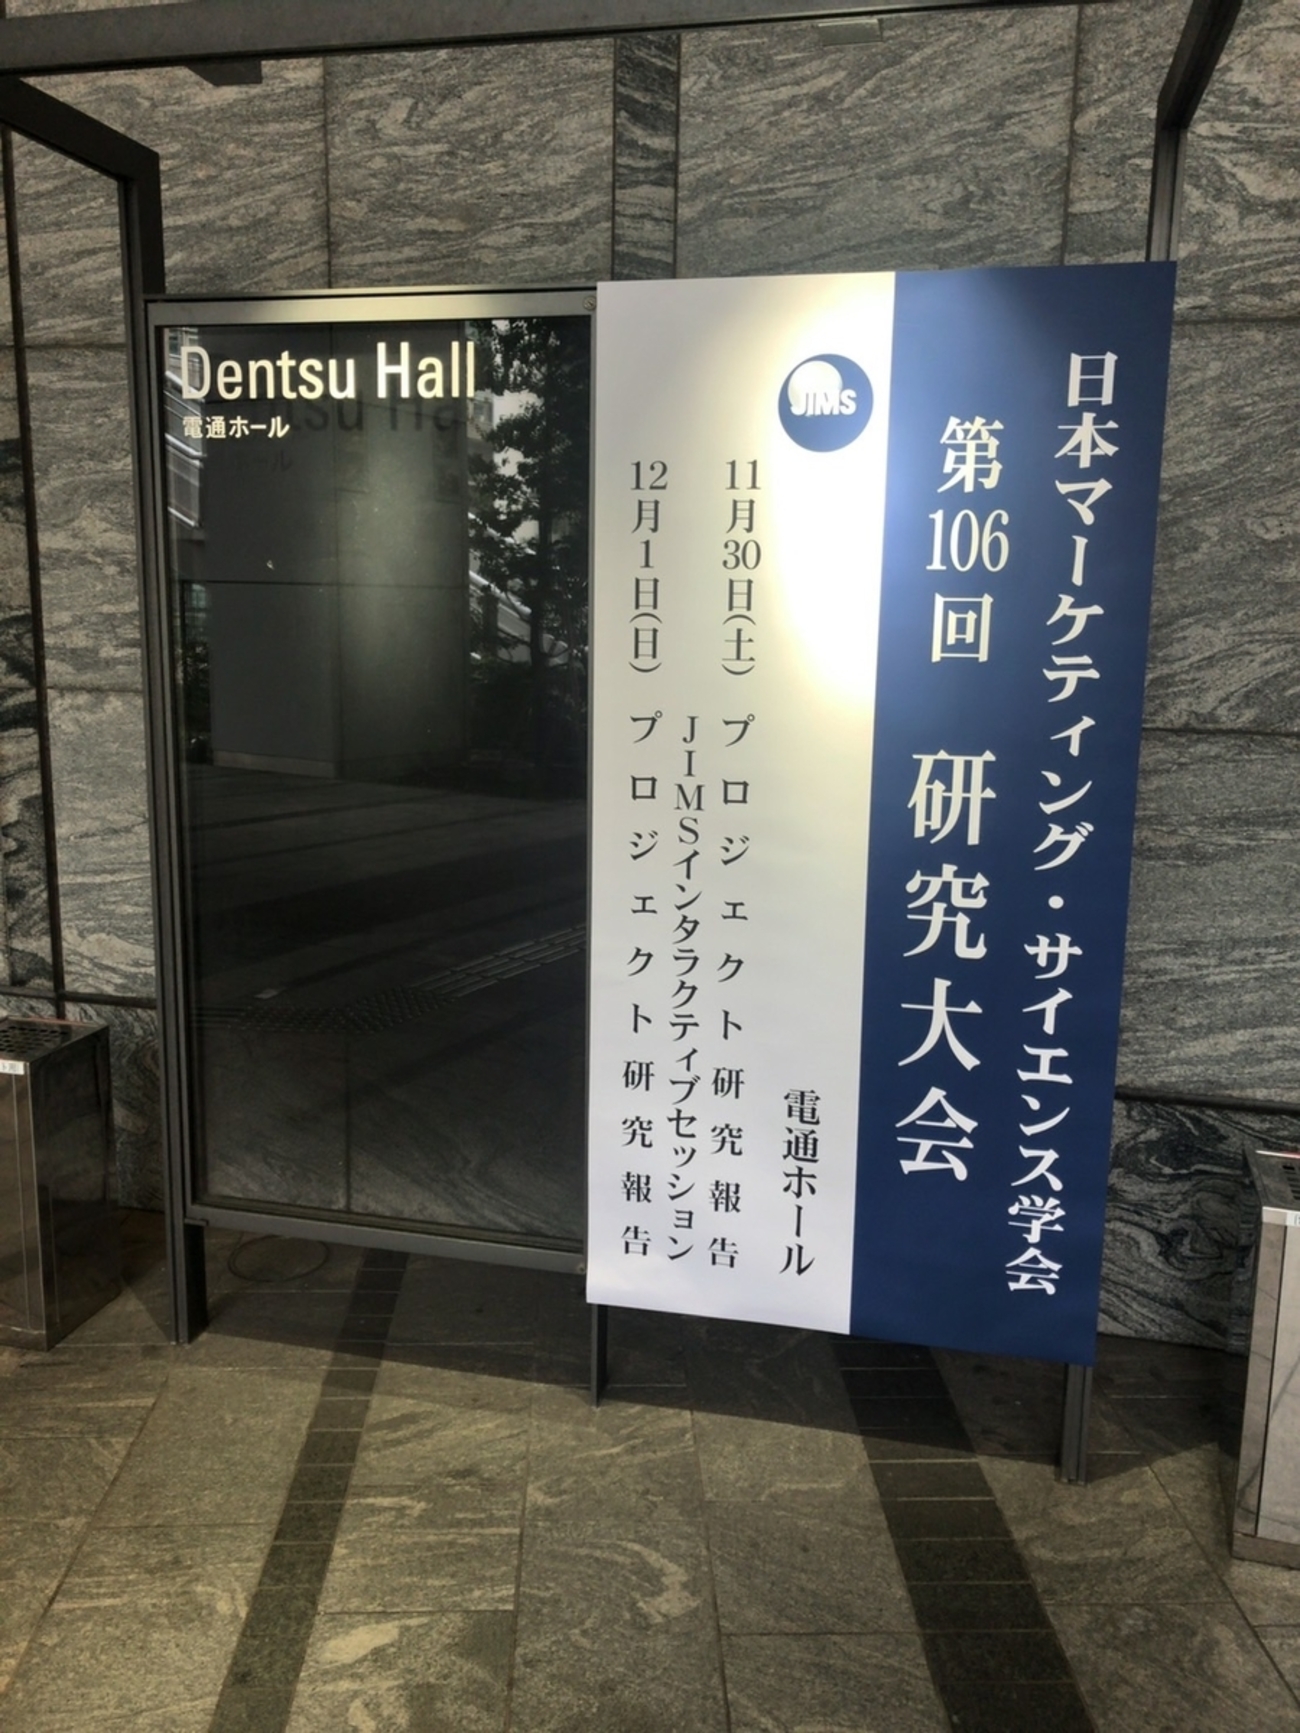 Dentsu Hall
電通ホール
日本マーケティング・サイエンス学会
第106回 研究大会
JIMS
電通ホール
11月30日(土) プロジェクト研究報告
JIMSインタラクティブセッション
12月1日(日) プロジェクト研究報告